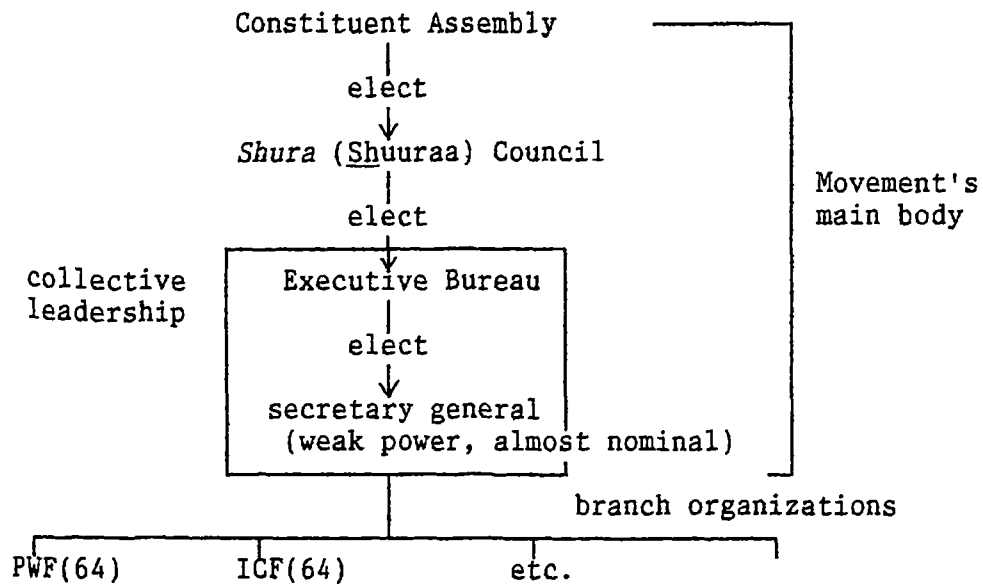 Constituent Assembly
elect
Shura (Shuuraa) Council
Movement's
main body
elect
collective
leadership
Executive Bureau
elect
secretary general
(weak power, almost nominal)
branch organizations
PWF(64) ICF(64) etc.